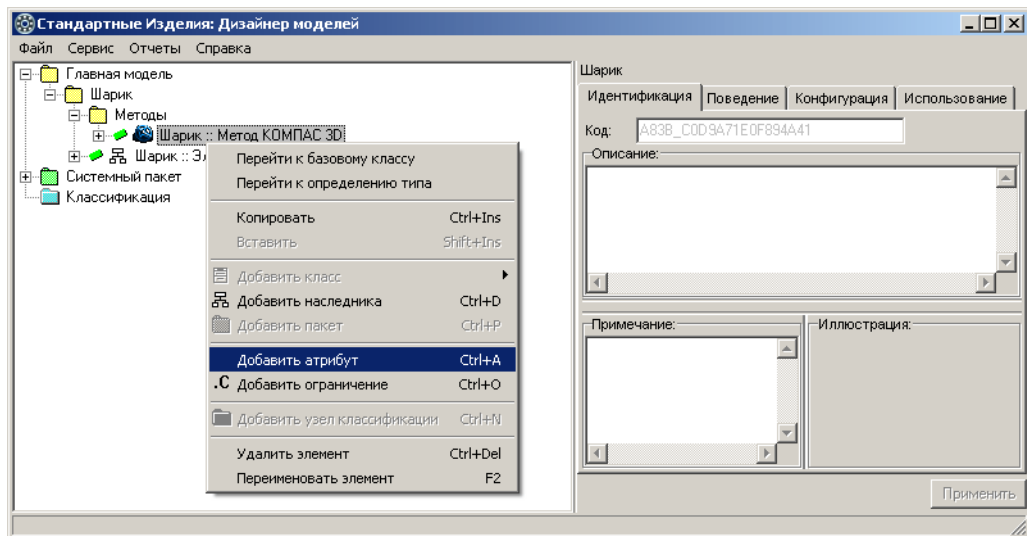 Стандартные Изделия: Дизайнер моделей
Файл Сервис Отчеты Справка
Главная модель
Шарик
Методы
Шарик :: Метод КОМПАС 3D
Шарик ::
Системный пакет
Классификация
Перейти к базовому классу
Перейти к определению типа
Копировать Ctrl+Ins
Вставить Shift+Ins
Добавить класс
Добавить наследника Ctrl+D
Добавить пакет Ctrl+P
Добавить атрибут Ctrl+A
.C Добавить ограничение Ctrl+O
Добавить узел классификации Ctrl+N
Удалить элемент Ctrl+Del
Переименовать элемент F2
Шарик
Идентификация Поведение Конфигурация Использование
Код: A83B_C0D9A71E0F894A41
Описание:
Примечание:
Иллюстрация:
Применить